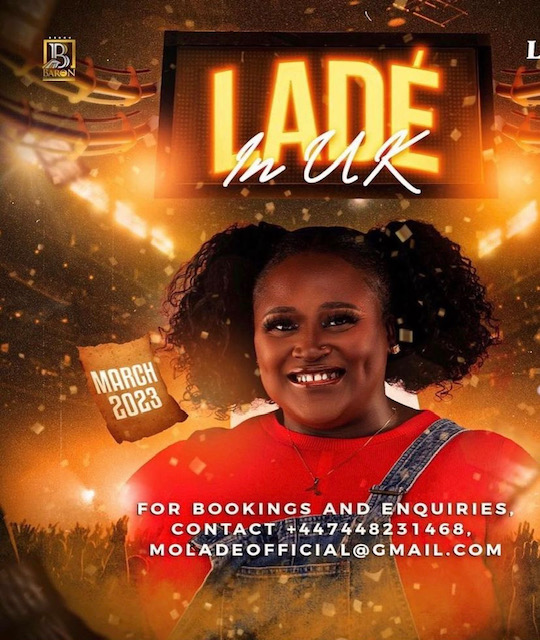 B
BARON
L
LADÉ
In UK
MARCH
2023
FOR BOOKINGS AND ENQUIRIES,
CONTACT +447448231468,
MOLADEOFFICIAL@GMAIL.COM